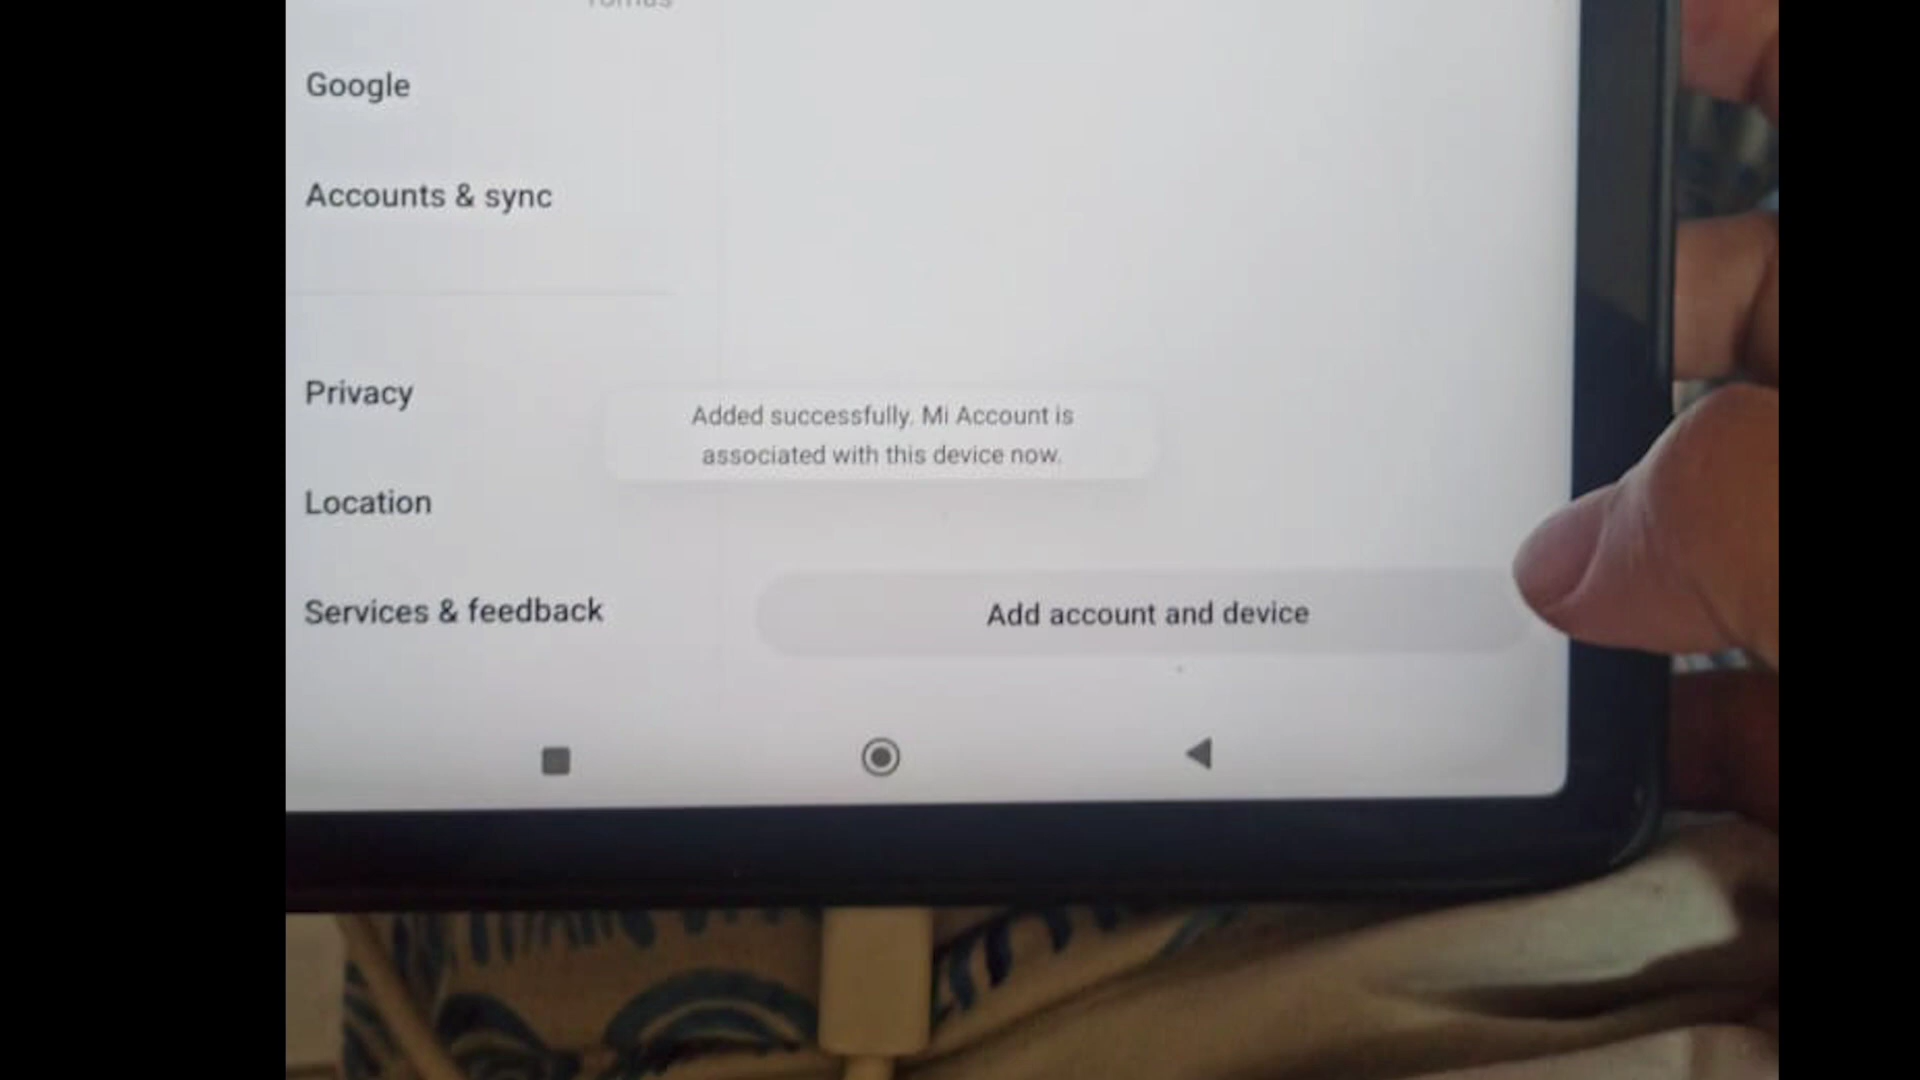 Google
Accounts & sync
Privacy
Added successfully. Mi Account is
associated with this device now.
Location
Services & feedback
Add account and device